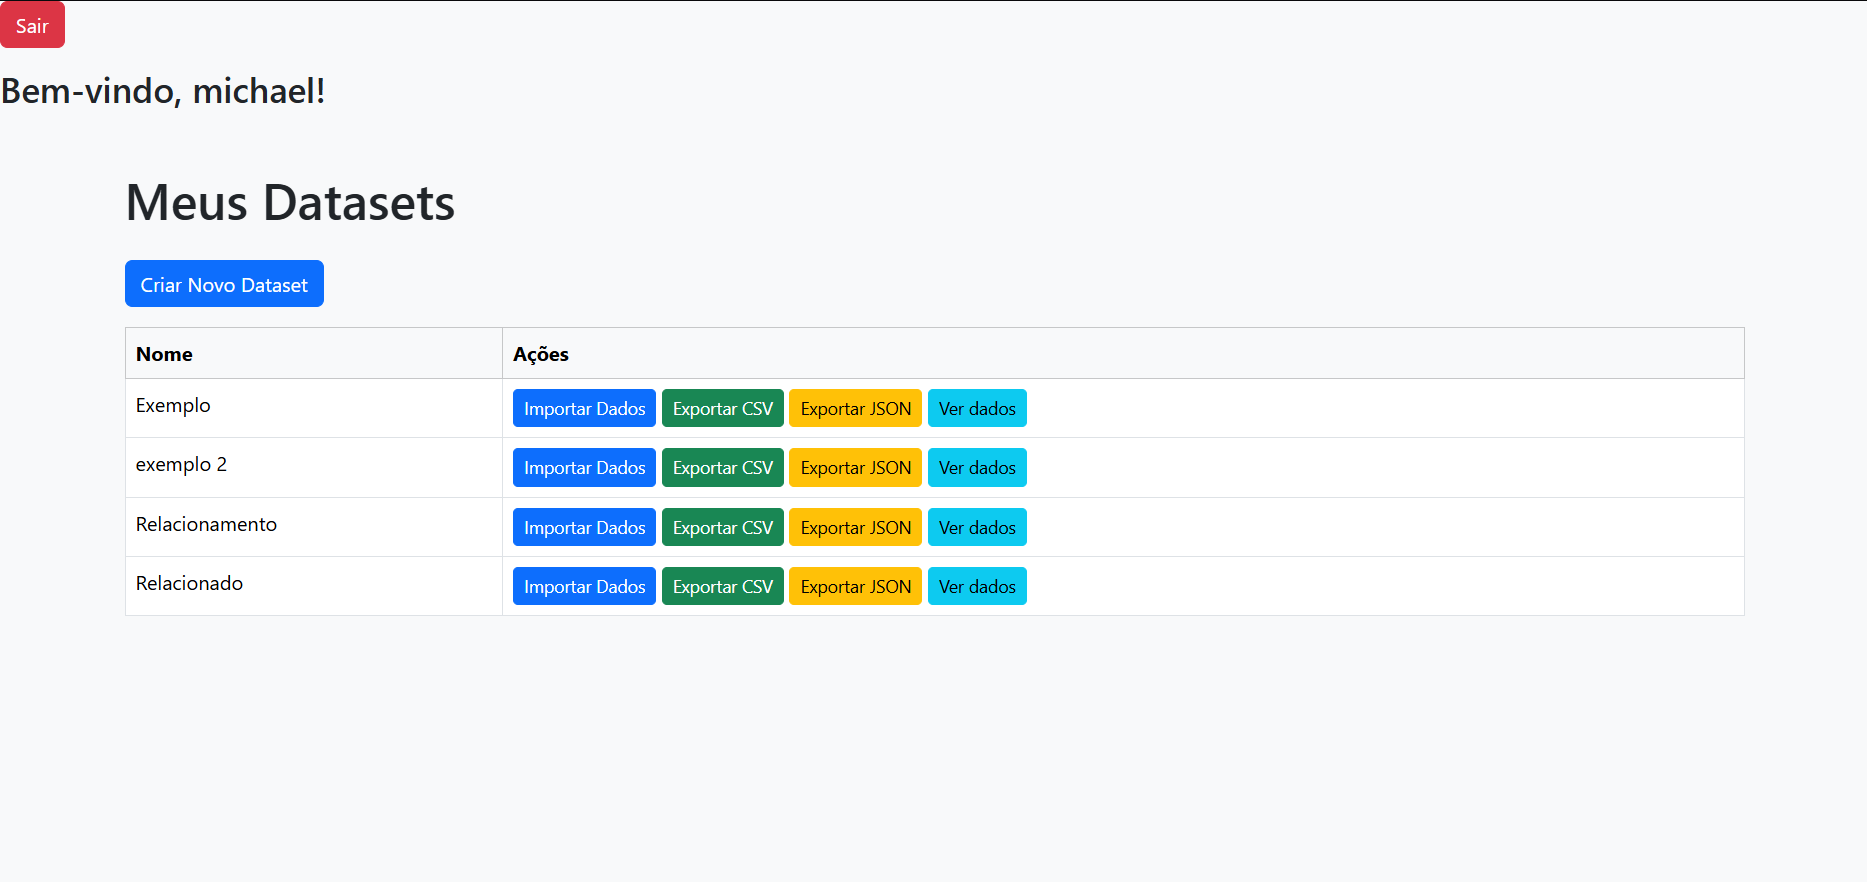 Sair
Bem-vindo, michael!
Meus Datasets
Criar Novo Dataset
Nome Ações
Exemplo Importar Dados Exportar CSV Exportar JSON Ver dados
exemplo 2 Importar Dados Exportar CSV Exportar JSON Ver dados
Relacionamento Importar Dados Exportar CSV Exportar JSON Ver dados
Relacionado Importar Dados Exportar CSV Exportar JSON Ver dados